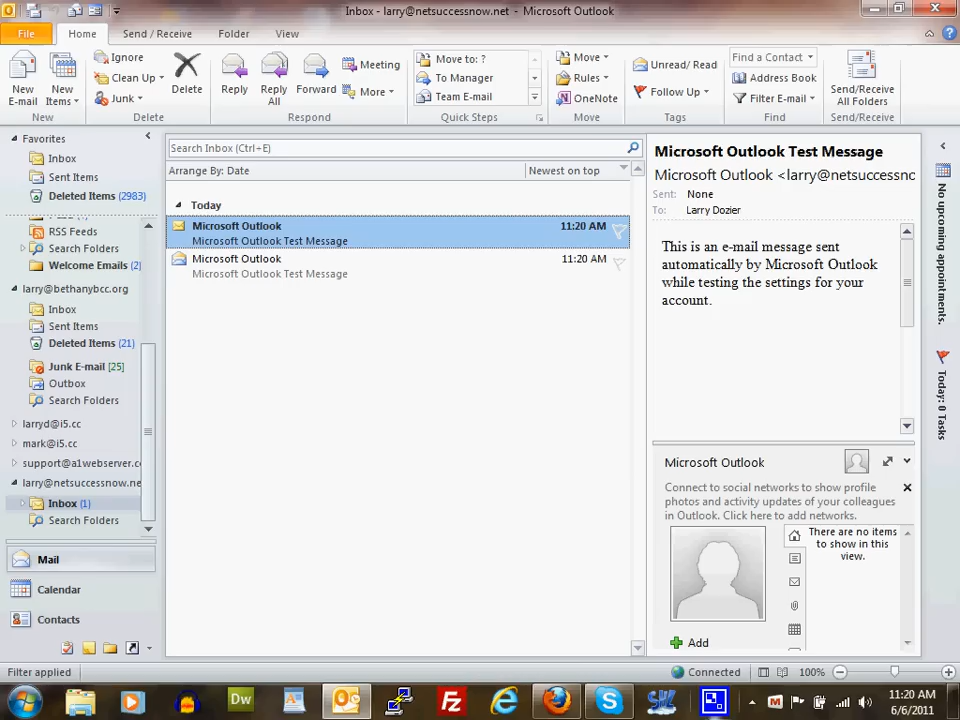 Inbox - larry@netsuccessnow.net - Microsoft Outlook
File Home Send / Receive Folder View
New E-mail
New Items
New
Ignore
Clean Up
Junk
Delete
Delete
Reply
Reply All
Forward
Meeting
More
Respond
Move to: ?
To Manager
Team E-mail
Quick Steps
Move
Rules
OneNote
Move
Unread/ Read
Follow Up
Tags
Find a Contact
Address Book
Filter E-mail
Find
Send/Receive All Folders
Send/Receive
Favorites
Inbox
Sent Items
Deleted Items (2983)
RSS Feeds
Search Folders
Welcome Emails (2)
larry@bethanybcc.org
Inbox
Sent Items
Deleted Items (21)
Junk E-mail [25]
Outbox
Search Folders
larryd@i5.cc
mark@i5.cc
support@a1webserver.c
larry@netsuccessnow.ne
Inbox (1)
Search Folders
Mail
Calendar
Contacts
Search Inbox (Ctrl+E)
Arrange By: Date Newest on top
Today
Microsoft Outlook 11:20 AM
Microsoft Outlook Test Message
Microsoft Outlook 11:20 AM
Microsoft Outlook Test Message
Microsoft Outlook Test Message
Microsoft Outlook <larry@netsuccessnc
Sent: None
To: Larry Dozier
This is an e-mail message sent
automatically by Microsoft Outlook
while testing the settings for your
account.
Microsoft Outlook
Connect to social networks to show profile
photos and activity updates of your colleagues
in Outlook. Click here to add networks.
There are no items
to show in this
view.
Add
No upcoming appointments.
Today: 0 Tasks
Filter applied
Connected 100%
Dw
11:20 AM
6/6/2011